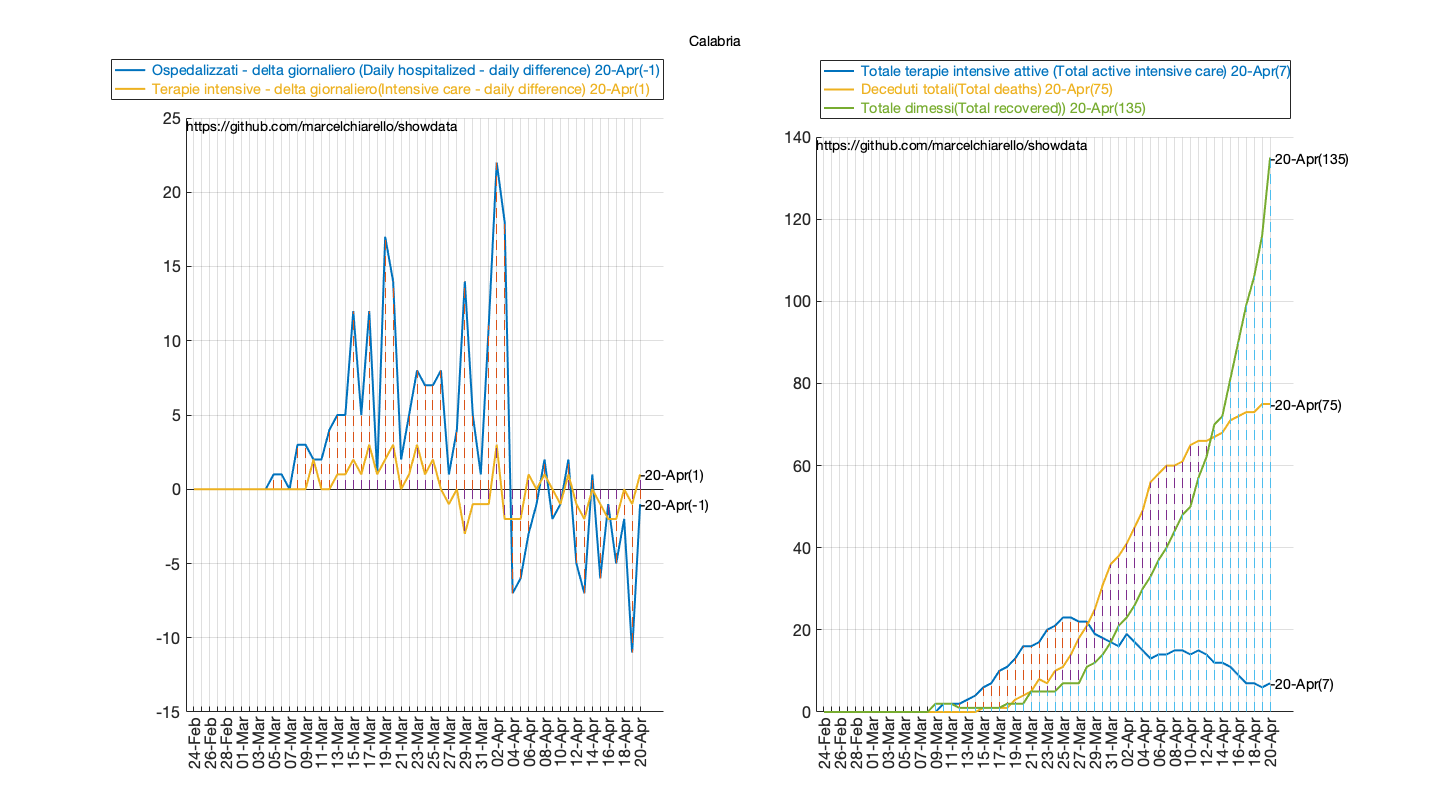 Calabria
Ospedalizzati - delta giornaliero (Daily hospitalized - daily difference) 20-Apr(-1)
Terapie intensive - delta giornaliero(Intensive care - daily difference) 20-Apr(1)
https://github.com/marcelchiarello/showdata
25
20
15
10
5
0
-5
-10
-15
20-Apr(1)
20-Apr(-1)
24-Feb
26-Feb
28-Feb
01-Mar
03-Mar
05-Mar
07-Mar
09-Mar
11-Mar
13-Mar
15-Mar
17-Mar
19-Mar
21-Mar
23-Mar
25-Mar
27-Mar
29-Mar
31-Mar
02-Apr
04-Apr
06-Apr
08-Apr
10-Apr
12-Apr
14-Apr
16-Apr
18-Apr
20-Apr
Totale terapie intensive attive (Total active intensive care) 20-Apr(7)
Deceduti totali(Total deaths) 20-Apr(75)
Totale dimessi(Total recovered)) 20-Apr(135)
https://github.com/marcelchiarello/showdata
140
120
100
80
60
40
20
0
20-Apr(135)
20-Apr(75)
20-Apr(7)
24-Feb
26-Feb
28-Feb
01-Mar
03-Mar
05-Mar
07-Mar
09-Mar
11-Mar
13-Mar
15-Mar
17-Mar
19-Mar
21-Mar
23-Mar
25-Mar
27-Mar
29-Mar
31-Mar
02-Apr
04-Apr
06-Apr
08-Apr
10-Apr
12-Apr
14-Apr
16-Apr
18-Apr
20-Apr